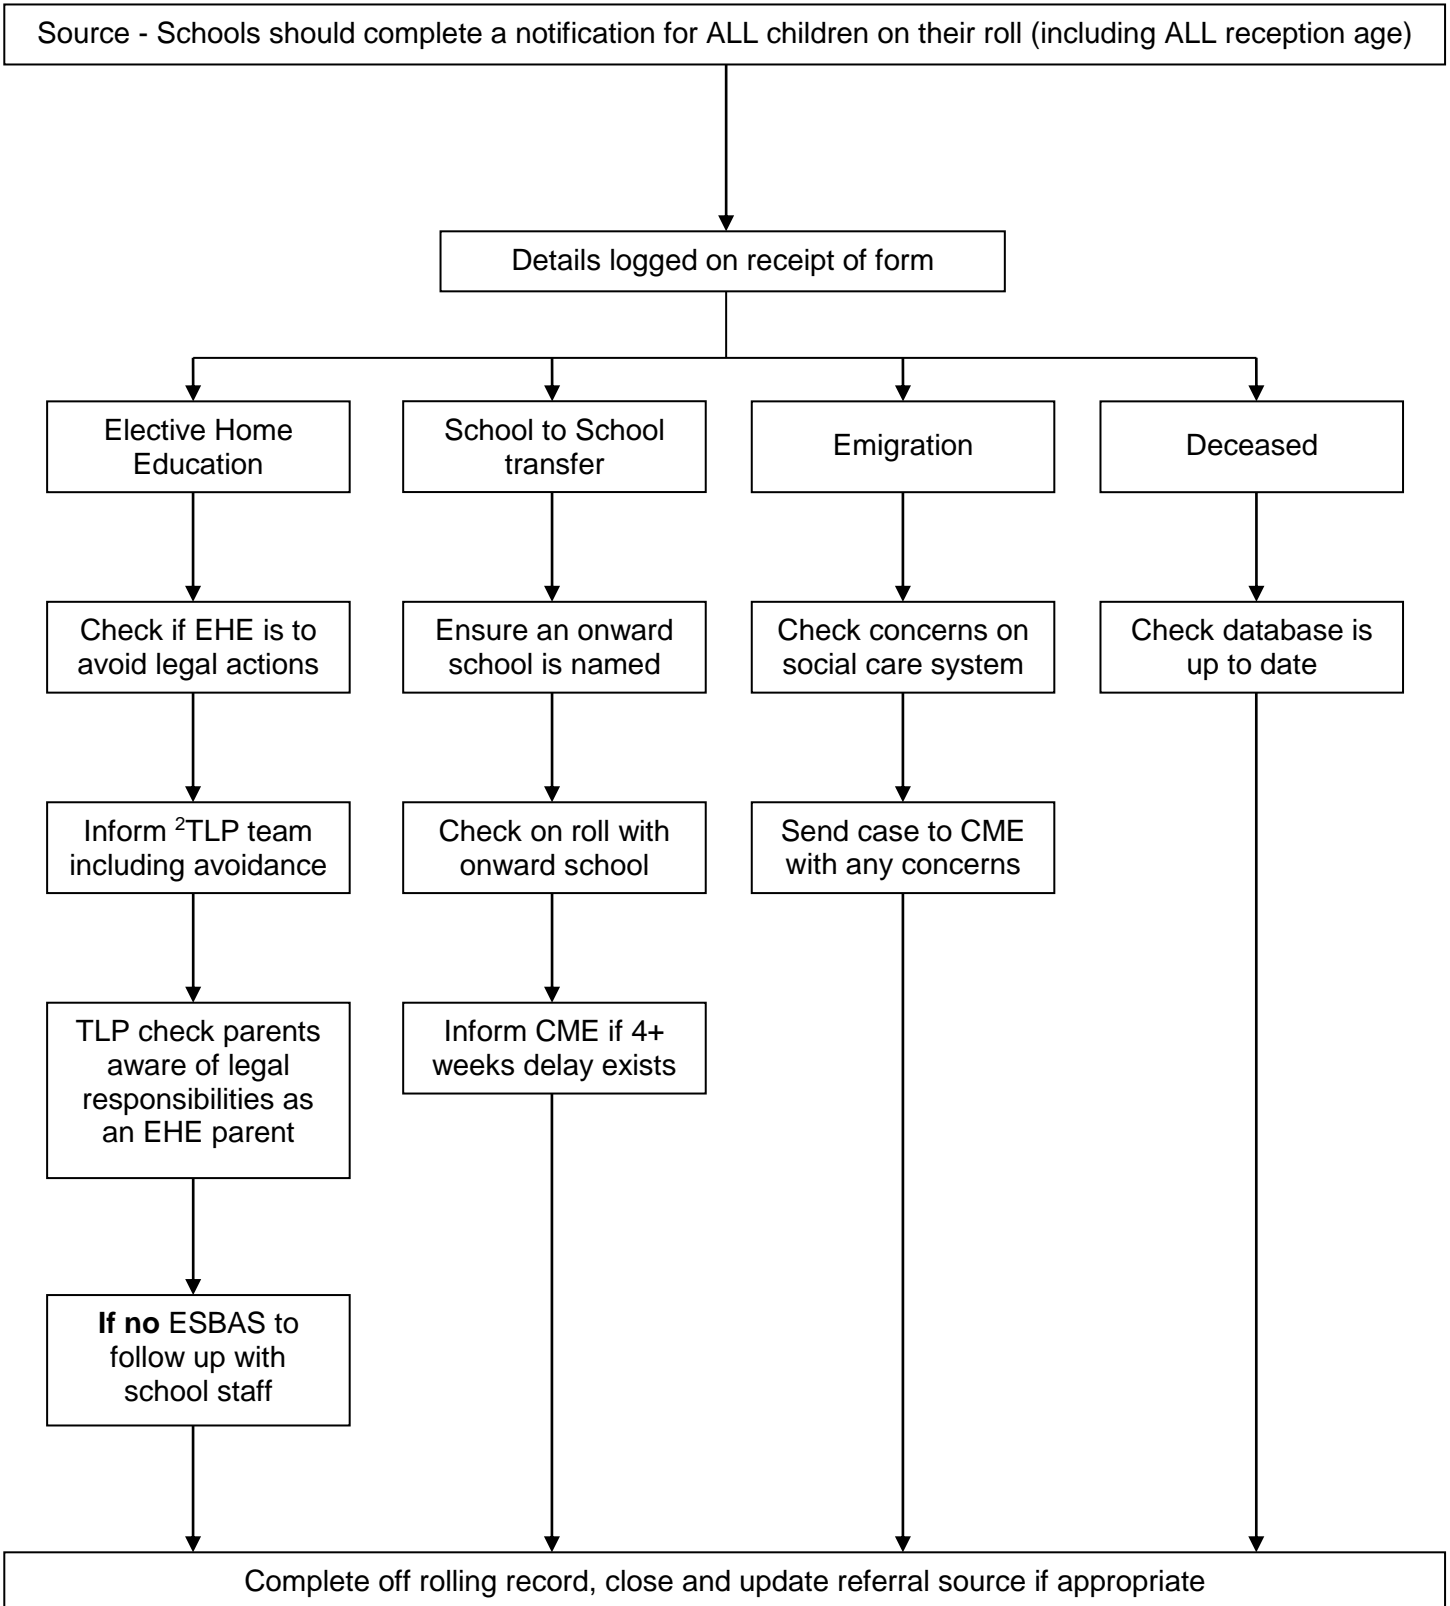 Source - Schools should complete a notification for ALL children on their roll (including ALL reception age)
Details logged on receipt of form
Elective Home
Education
School to School
transfer
Emigration
Deceased
Check if EHE is to
avoid legal actions
Ensure an onward
school is named
Check concerns on
social care system
Check database is
up to date
Inform ²TLP team
including avoidance
Check on roll with
onward school
Send case to CME
with any concerns
TLP check parents
aware of legal
responsibilities as
an EHE parent
Inform CME if 4+
weeks delay exists
If no ESBAS to
follow up with
school staff
Complete off rolling record, close and update referral source if appropriate